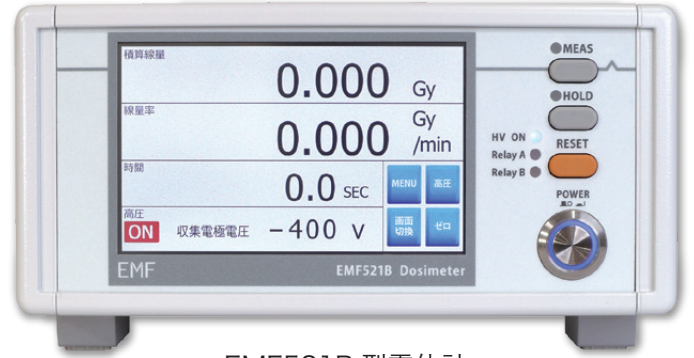 積算線量
0.000 Gy
線量率
0.000 Gy
/min
時間
0.0 SEC
MENU 高圧
高圧
ON 収集電極電圧 -400 V
画面
切換
ゼロ
EMF
EMF521B Dosimeter
MEAS
HOLD
HV ON
RESET
Relay A
Relay B
POWER